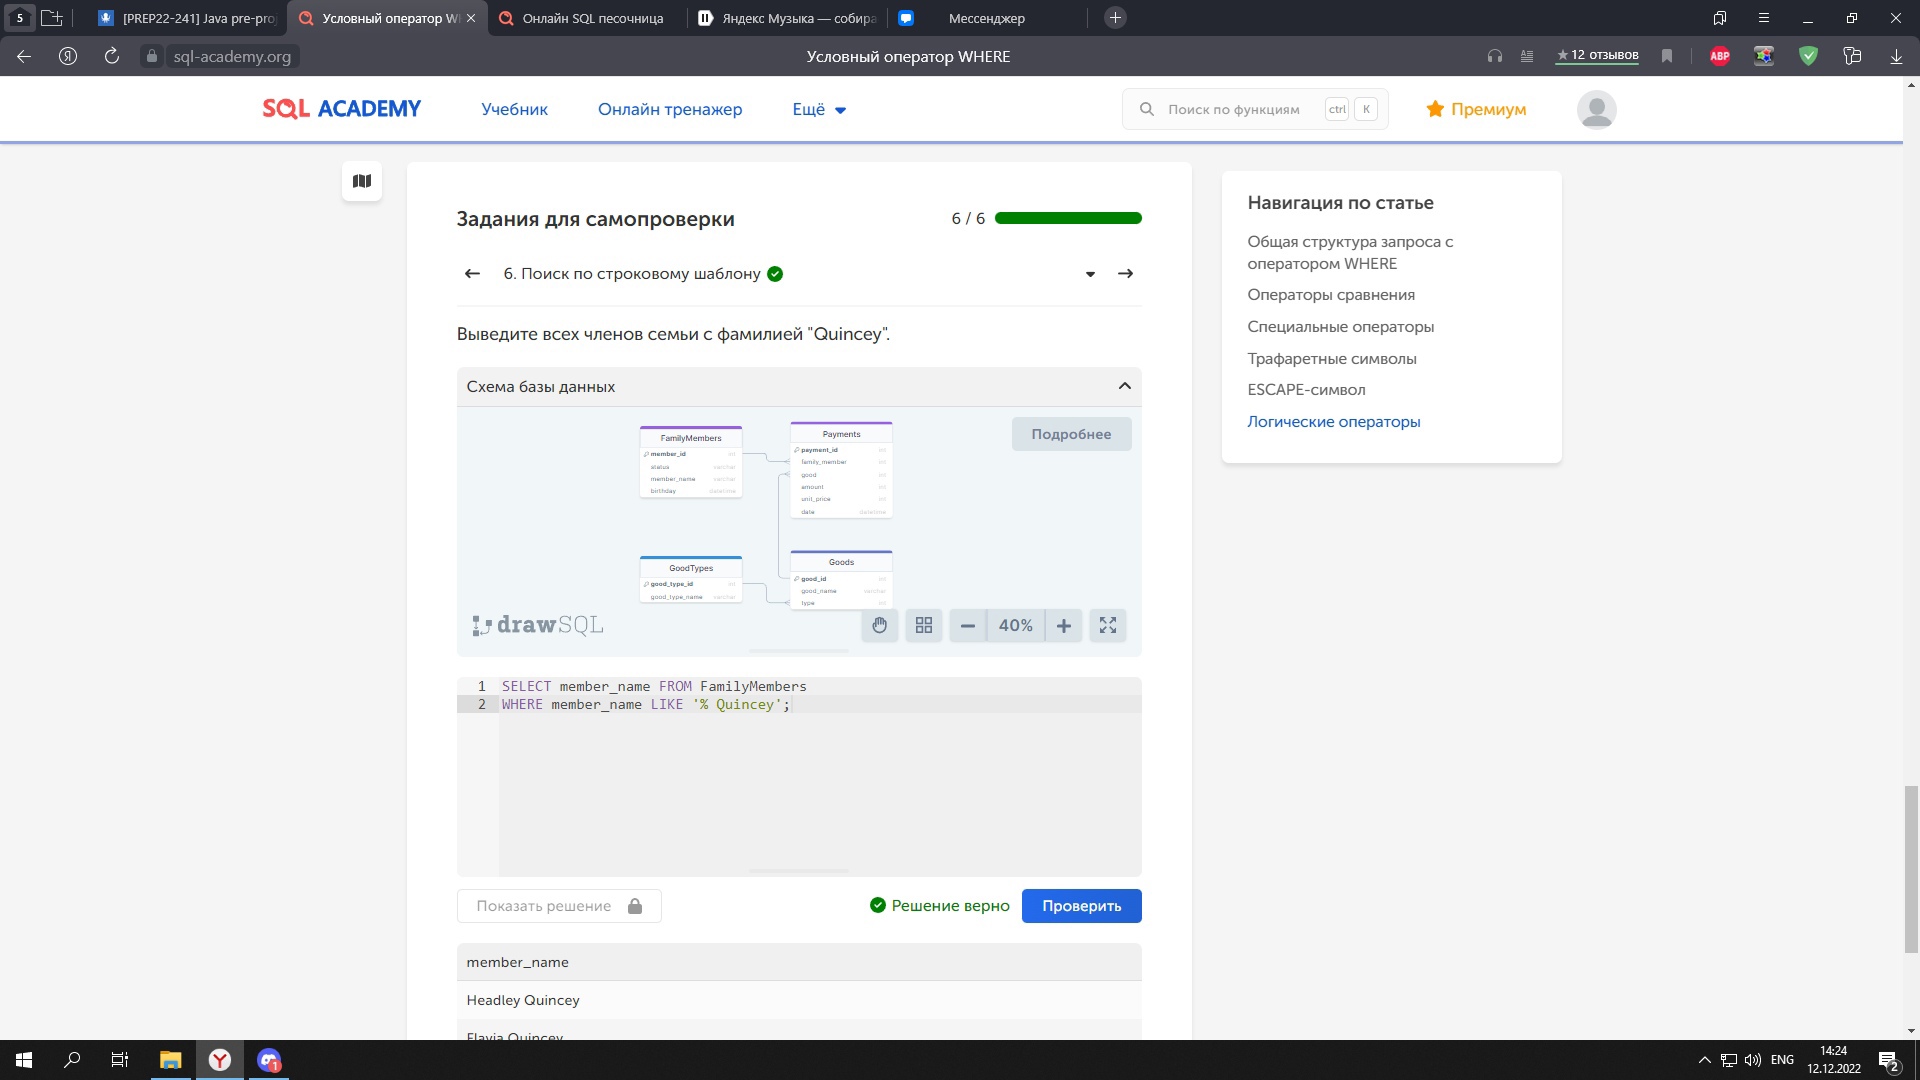 5
[PREP22-241] Java pre-pro
Условный оператор W
Онлайн SQL песочница
Яндекс Музыка — собира
Мессенджер
sql-academy.org
Условный оператор WHERE
12 отзывов
ABP
SQL ACADEMY
Учебник
Онлайн тренажер
Ещё
Поиск по функциям
ctrl
K
Премиум
Задания для самопроверки
6 / 6
6. Поиск по строковому шаблону
Выведите всех членов семьи с фамилией "Quincey".
Схема базы данных
Подробнее
FamilyMembers
member_id int
status varchar
member_name varchar
birthday datetime
Payments
payment_id int
family_member int
good int
amount int
unit_price int
date datetime
GoodTypes
good_type_id int
good_type_name varchar
Goods
good_id int
good_name varchar
type int
drawSQL
40%
1 SELECT member_name FROM FamilyMembers
2 WHERE member_name LIKE '% Quincey';
Показать решение
Решение верно
Проверить
member_name
Headley Quincey
Flavia Quincey
Навигация по статье
Общая структура запроса с
оператором WHERE
Операторы сравнения
Специальные операторы
Трафаретные символы
ESCAPE-символ
Логические операторы
1
ENG
14:24
12.12.2022
2